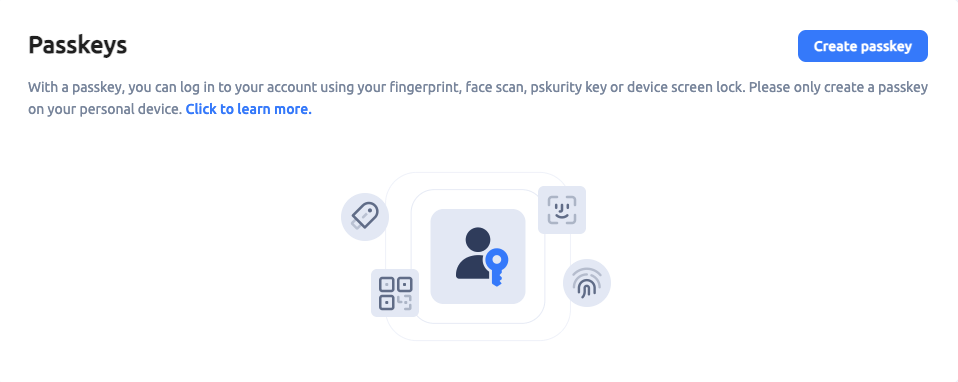 Passkeys
Create passkey
With a passkey, you can log in to your account using your fingerprint, face scan, pskurity key or device screen lock. Please only create a passkey
on your personal device. Click to learn more.